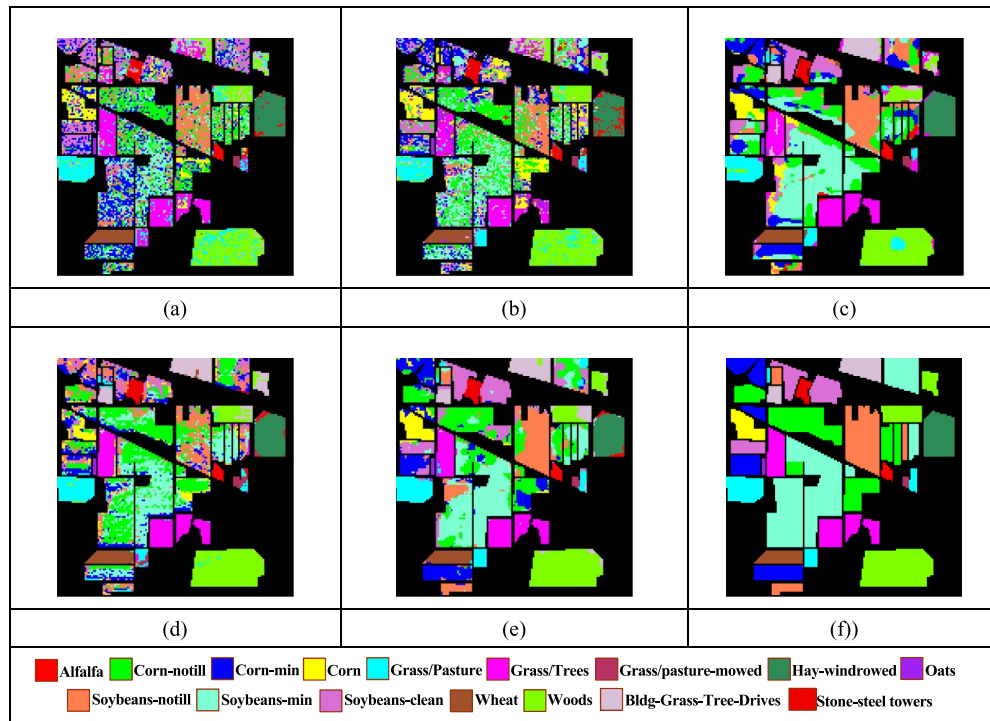 (a) (b) (c)
(d) (e) (f))
Alfalfa Corn-notill Corn-min Corn Grass/Pasture Grass/Trees Grass/pasture-mowed Hay-windrowed Oats
Soybeans-notill Soybeans-min Soybeans-clean Wheat Woods Bldg-Grass-Tree-Drives Stone-steel towers